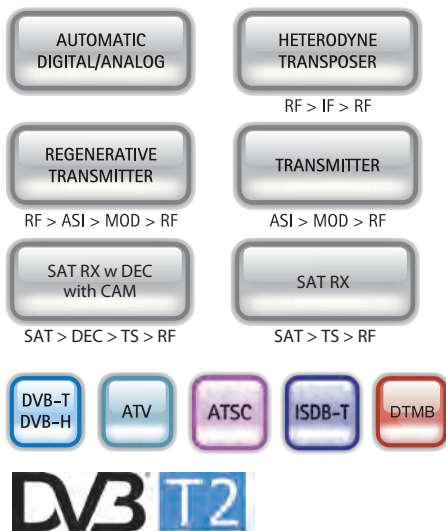 AUTOMATIC
DIGITAL/ANALOG
HETERODYNE
TRANSPOSER
RF > IF > RF
REGENERATIVE
TRANSMITTER
RF > ASI > MOD > RF
TRANSMITTER
ASI > MOD > RF
SAT RX w DEC
with CAM
SAT > DEC > TS > RF
SAT RX
SAT > TS > RF
DVB-T
DVB-H
ATV
ATSC
ISDB-T
DTMB
DVB T2